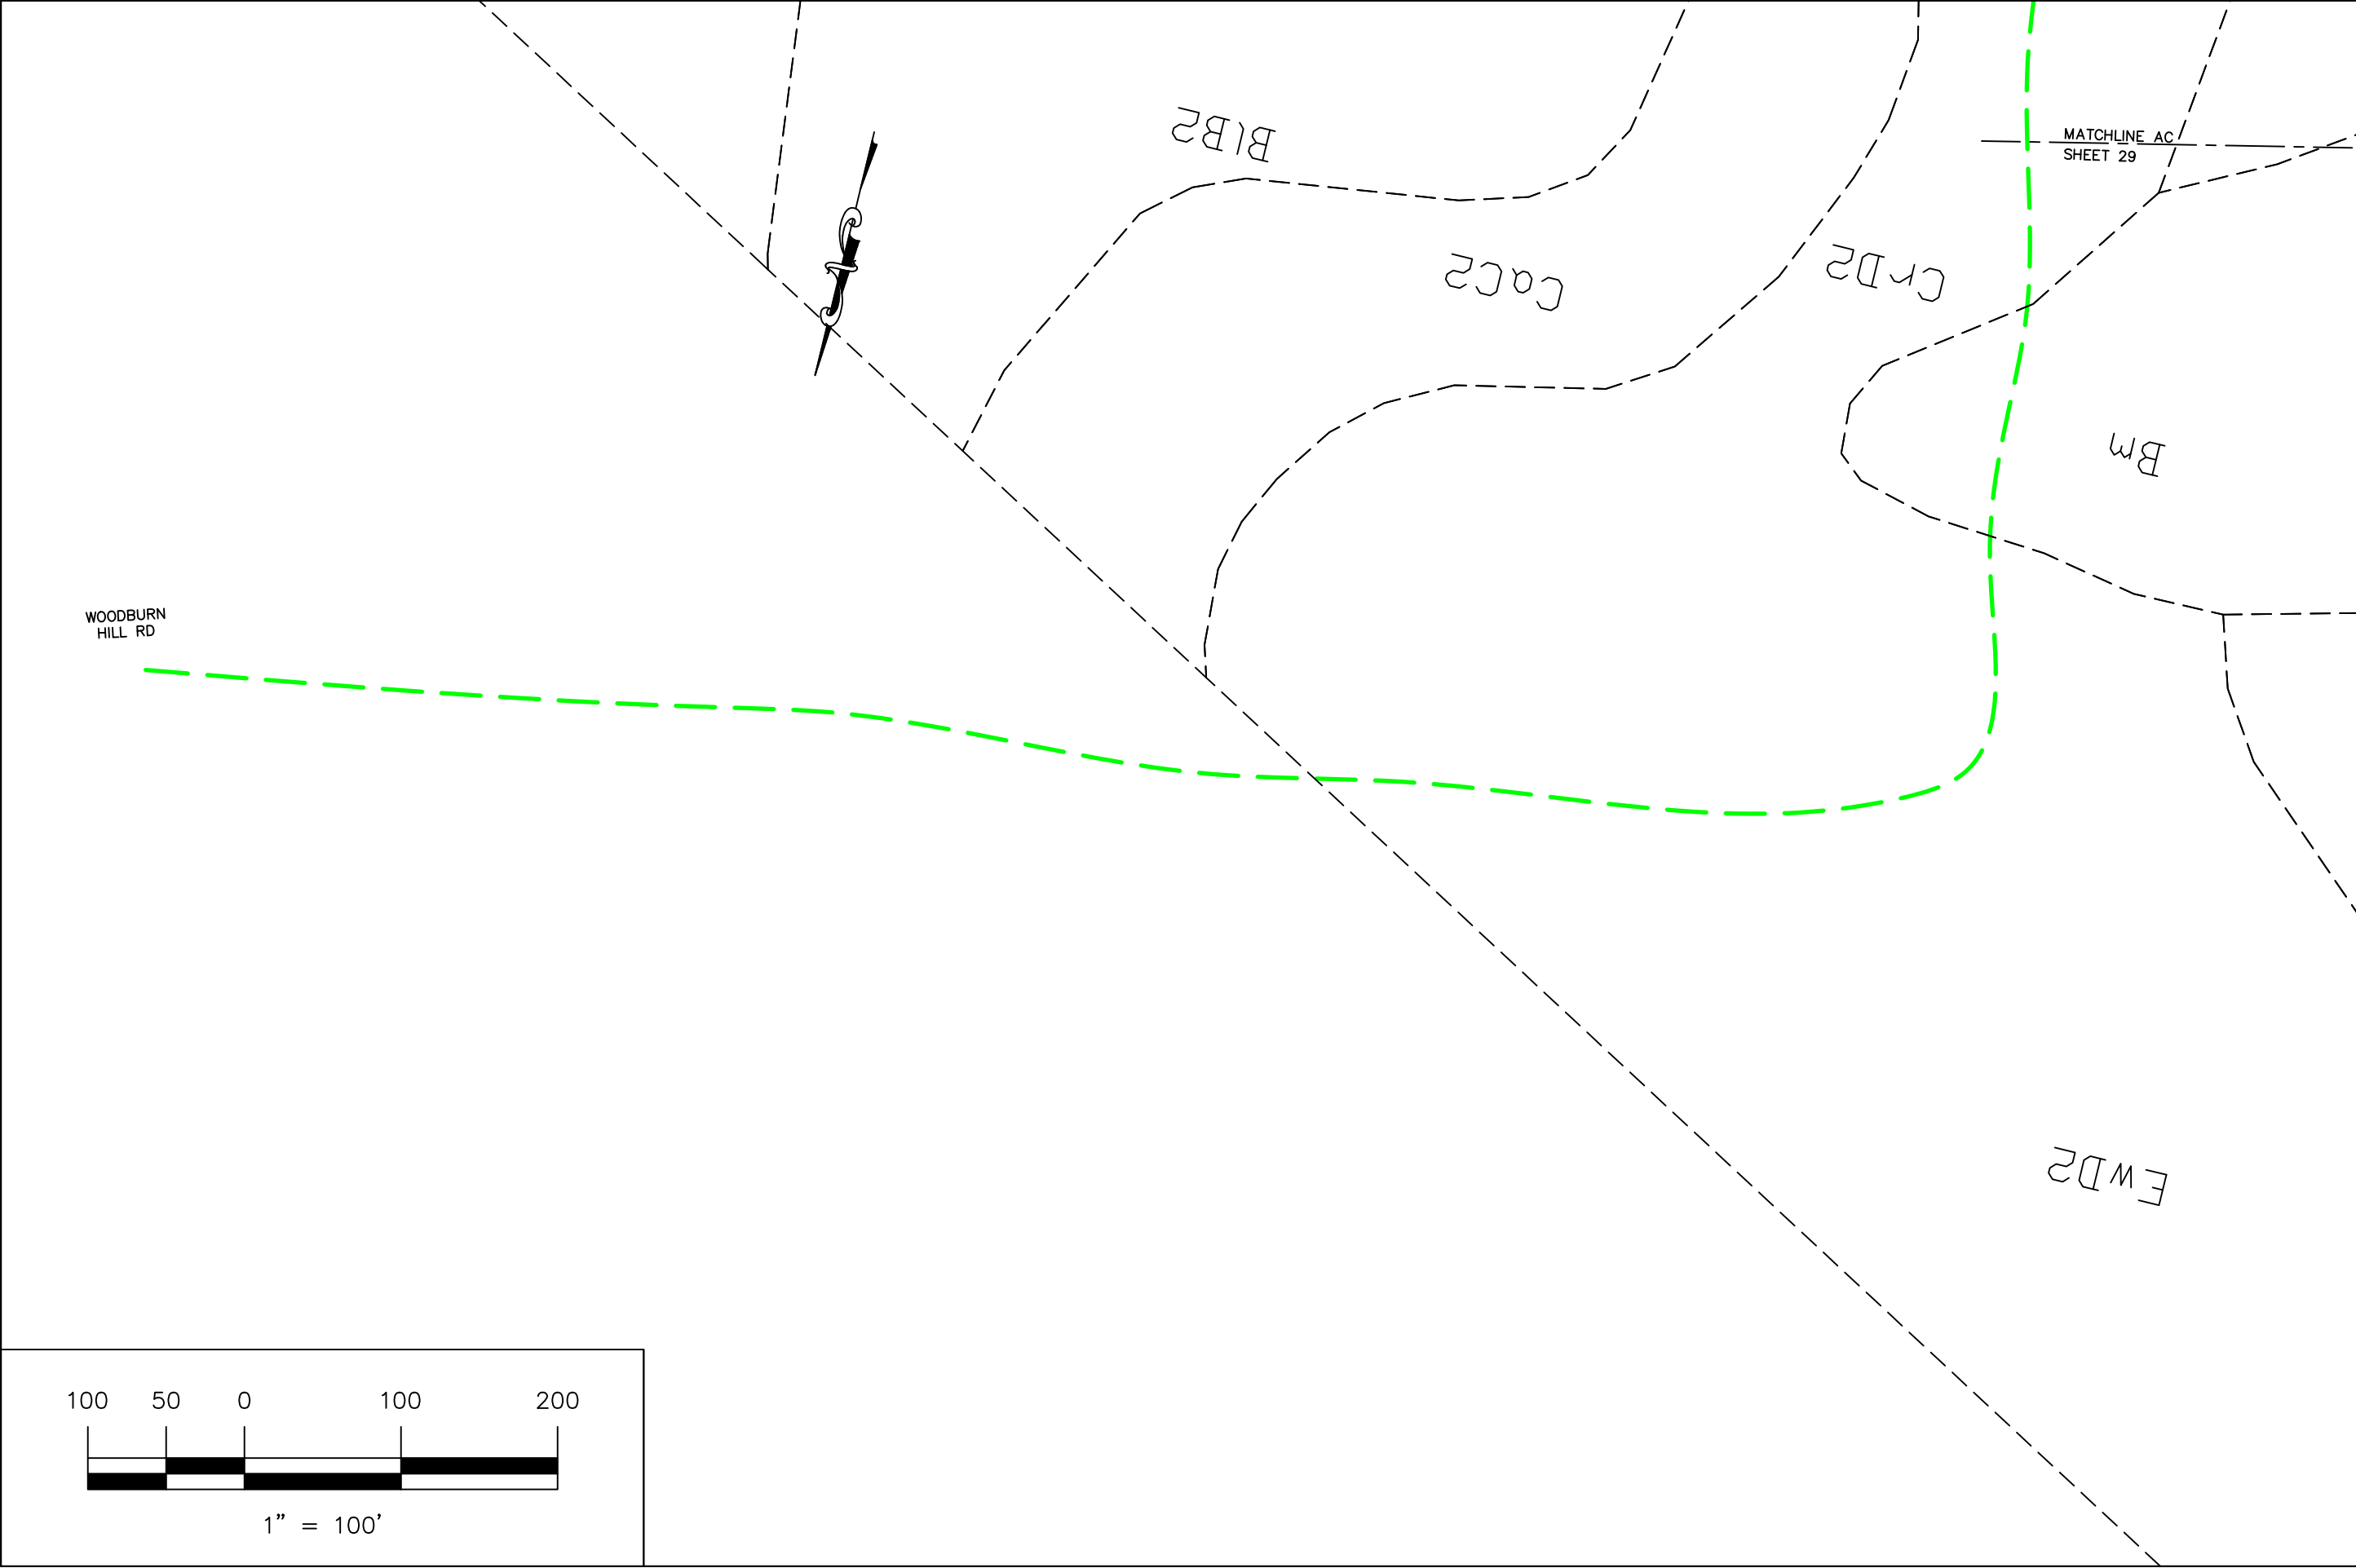 BlB2
MATCHLINE AC
SHEET 29
CaC2
CrD2
Bm
WOODBURN
HILL RD
EwD2
100 50 0 100 200
1" = 100'